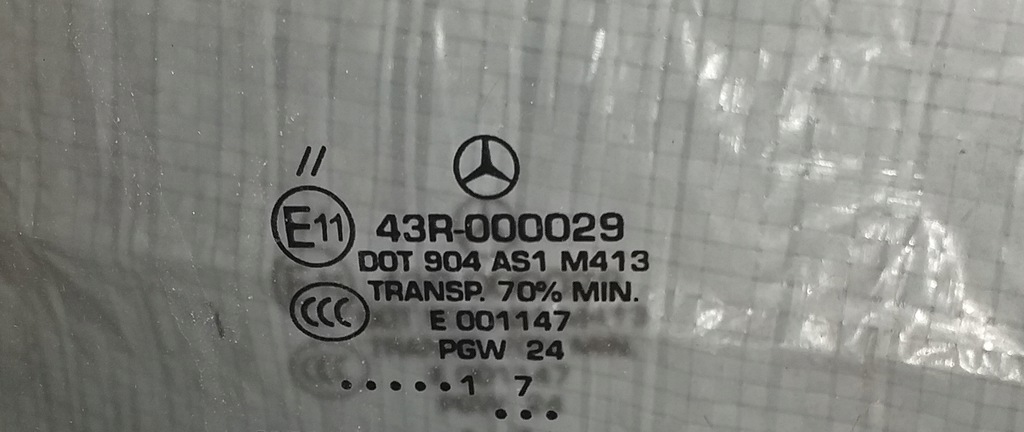 //
E11 43R-000029
DOT 904 AS1 M413
CCC TRANSP. 70% MIN.
E 001147
PGW 24
.....1 7
...